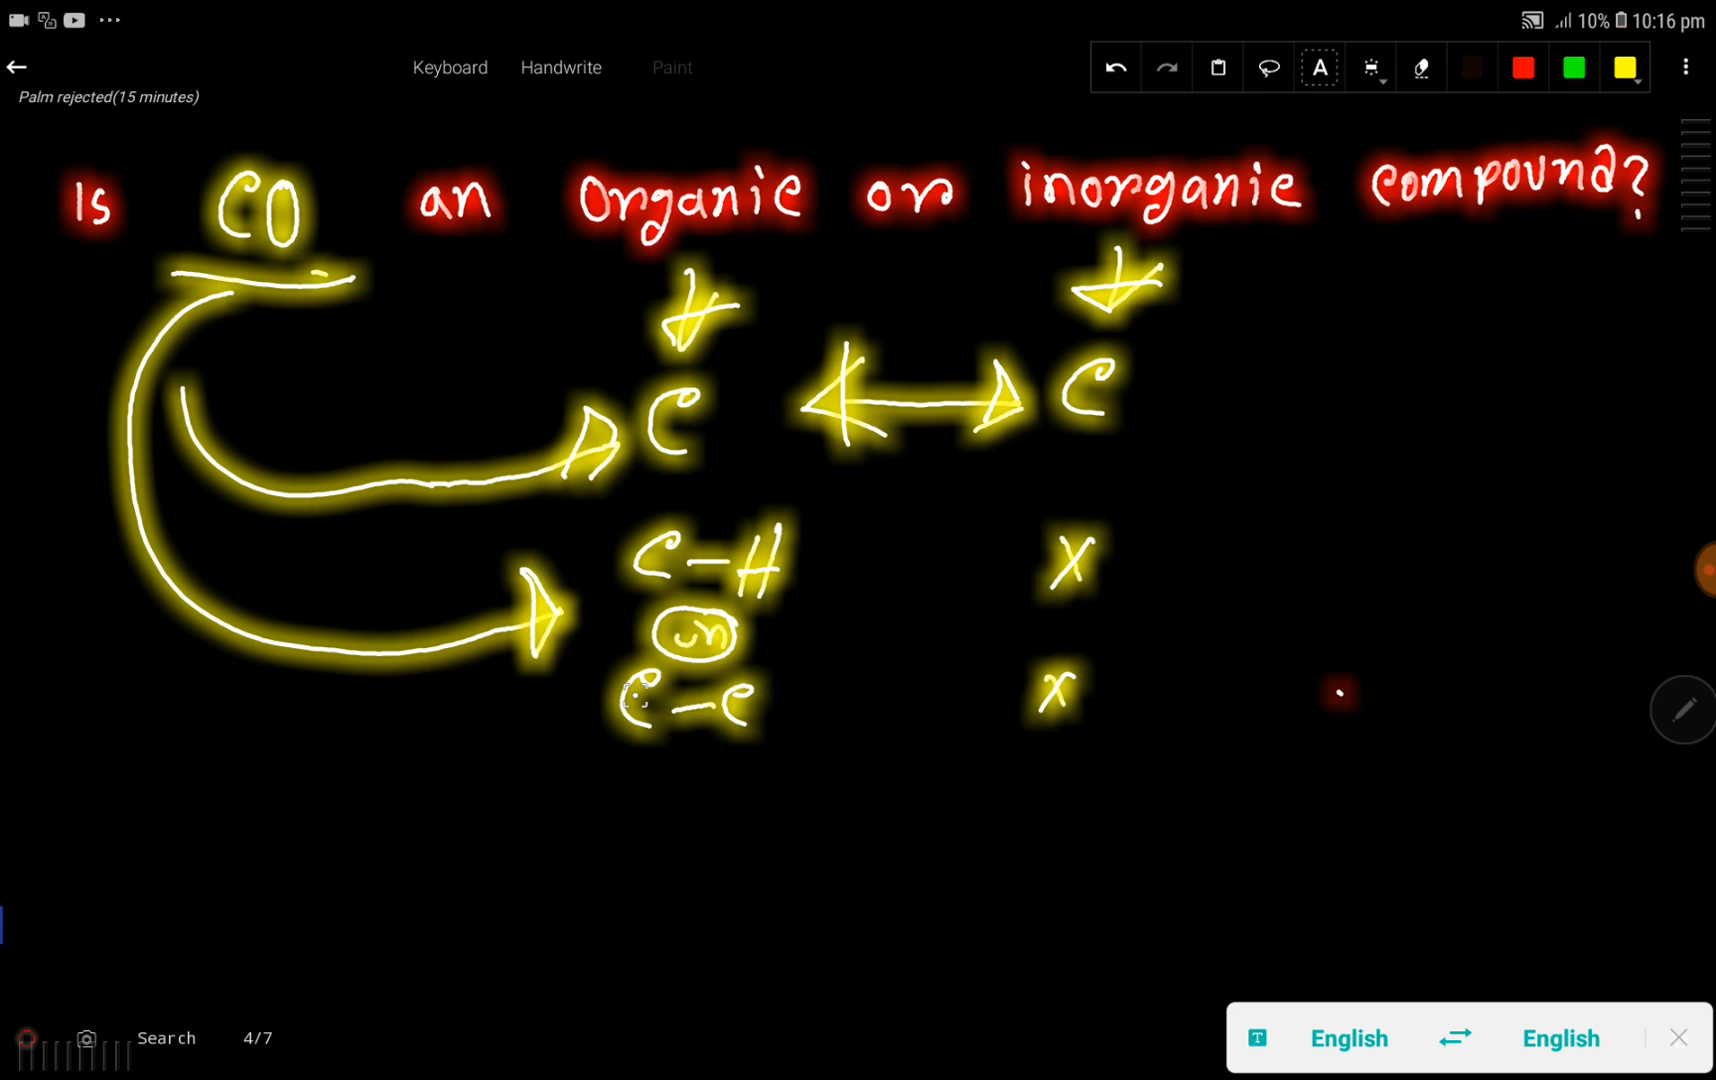 10% 10:16 pm
Keyboard Handwrite Paint A
Palm rejected(15 minutes)
Is CO an organic or inorganic compound?
C C
C-H X
or
C-C X
Search 4/7
T English English